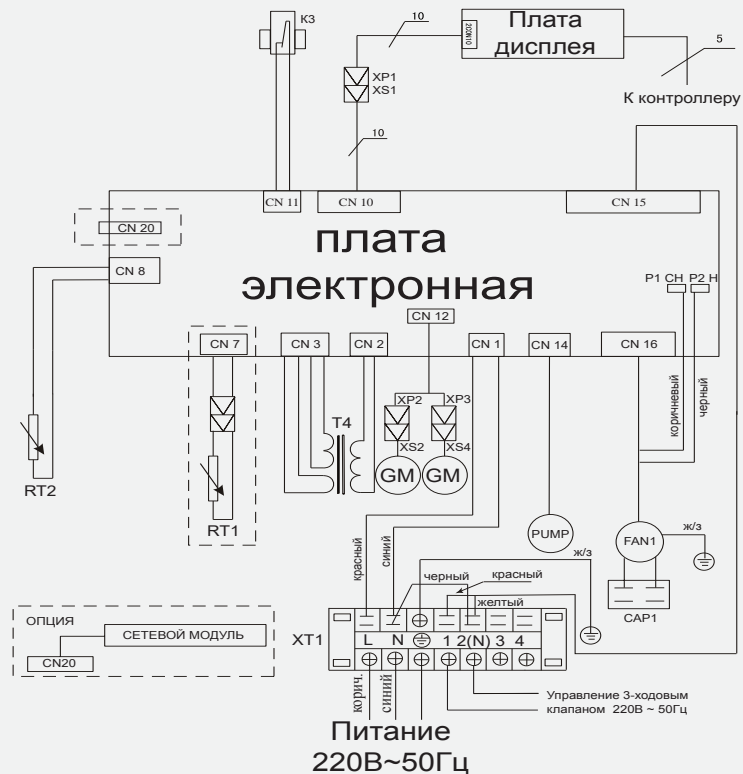 К3
10
Плата
дисплея
5
XP1
XS1
К контроллеру
10
CN 11
CN 10
CN 15
CN 20
плата
электронная
CN 8
P1 CH
P2 H
CN 12
CN 7
CN 3
CN 2
CN 1
CN 14
CN 16
коричневый
черный
XP2
XP3
T4
XS2
XS4
GM
GM
RT2
RT1
PUMP
FAN1
ж/з
красный
синий
ж/з
черный
красный
желтый
CAP1
ОПЦИЯ
СЕТЕВОЙ МОДУЛЬ
CN20
XT1
L N 1 2(N) 3 4
корич.
синий
Управление 3-ходовым
клапаном 220В ~ 50Гц
Питание
220В~50Гц